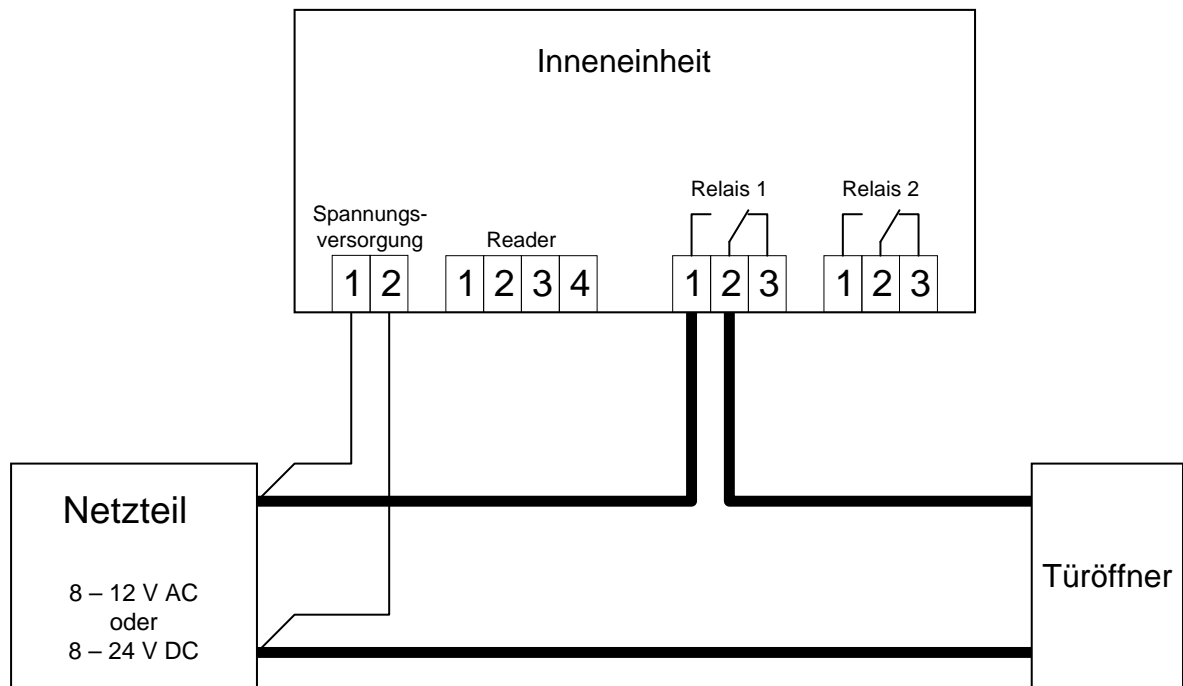 Inneneinheit
Relais 1
Relais 2
Spannungs-
versorgung
Reader
1 2
1 2 3 4
1 2 3
1 2 3
Netzteil
8 – 12 V AC
oder
8 – 24 V DC
Türöffner